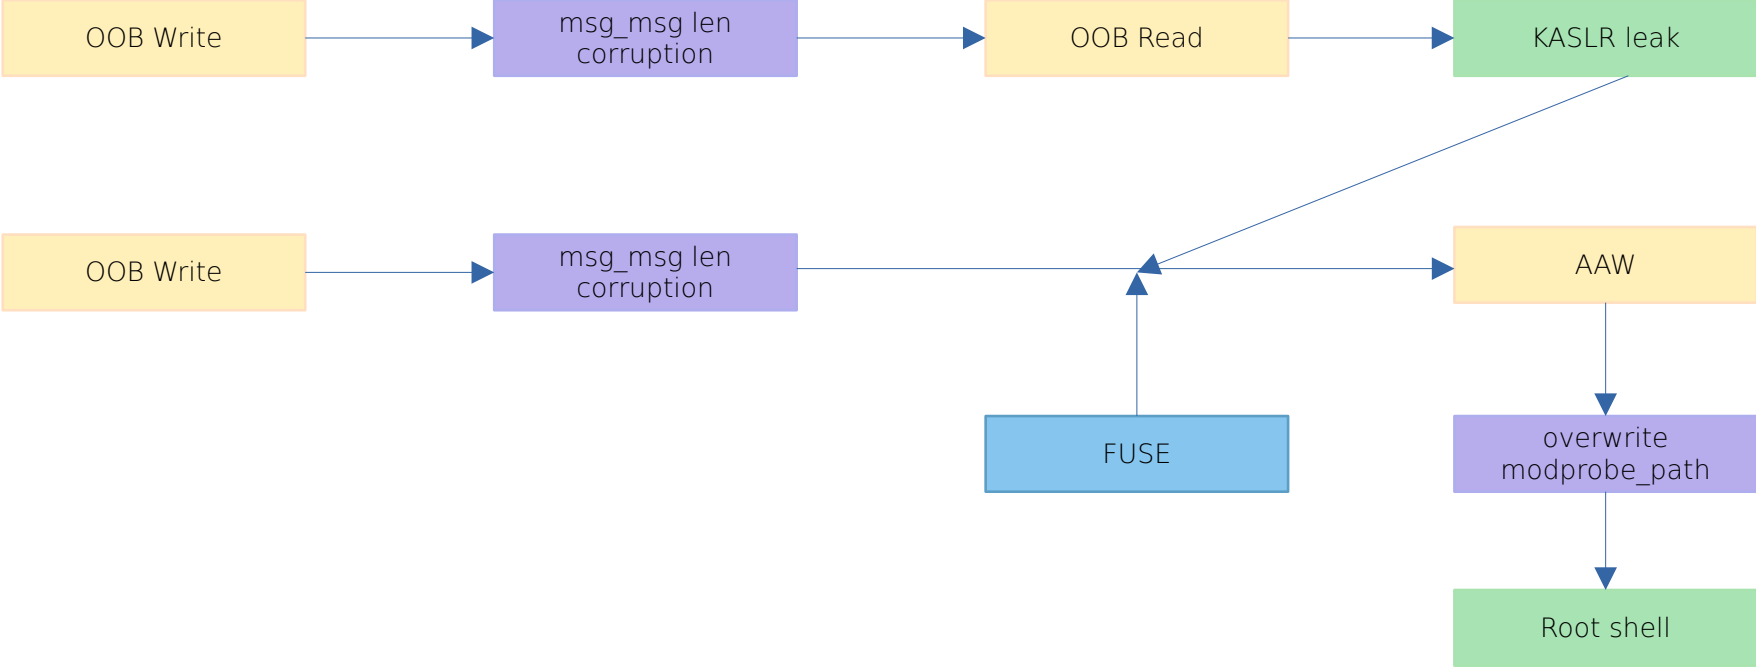 OOB Write
msg_msg len
corruption
OOB Read
KASLR leak
OOB Write
msg_msg len
corruption
AAW
FUSE
overwrite
modprobe_path
Root shell